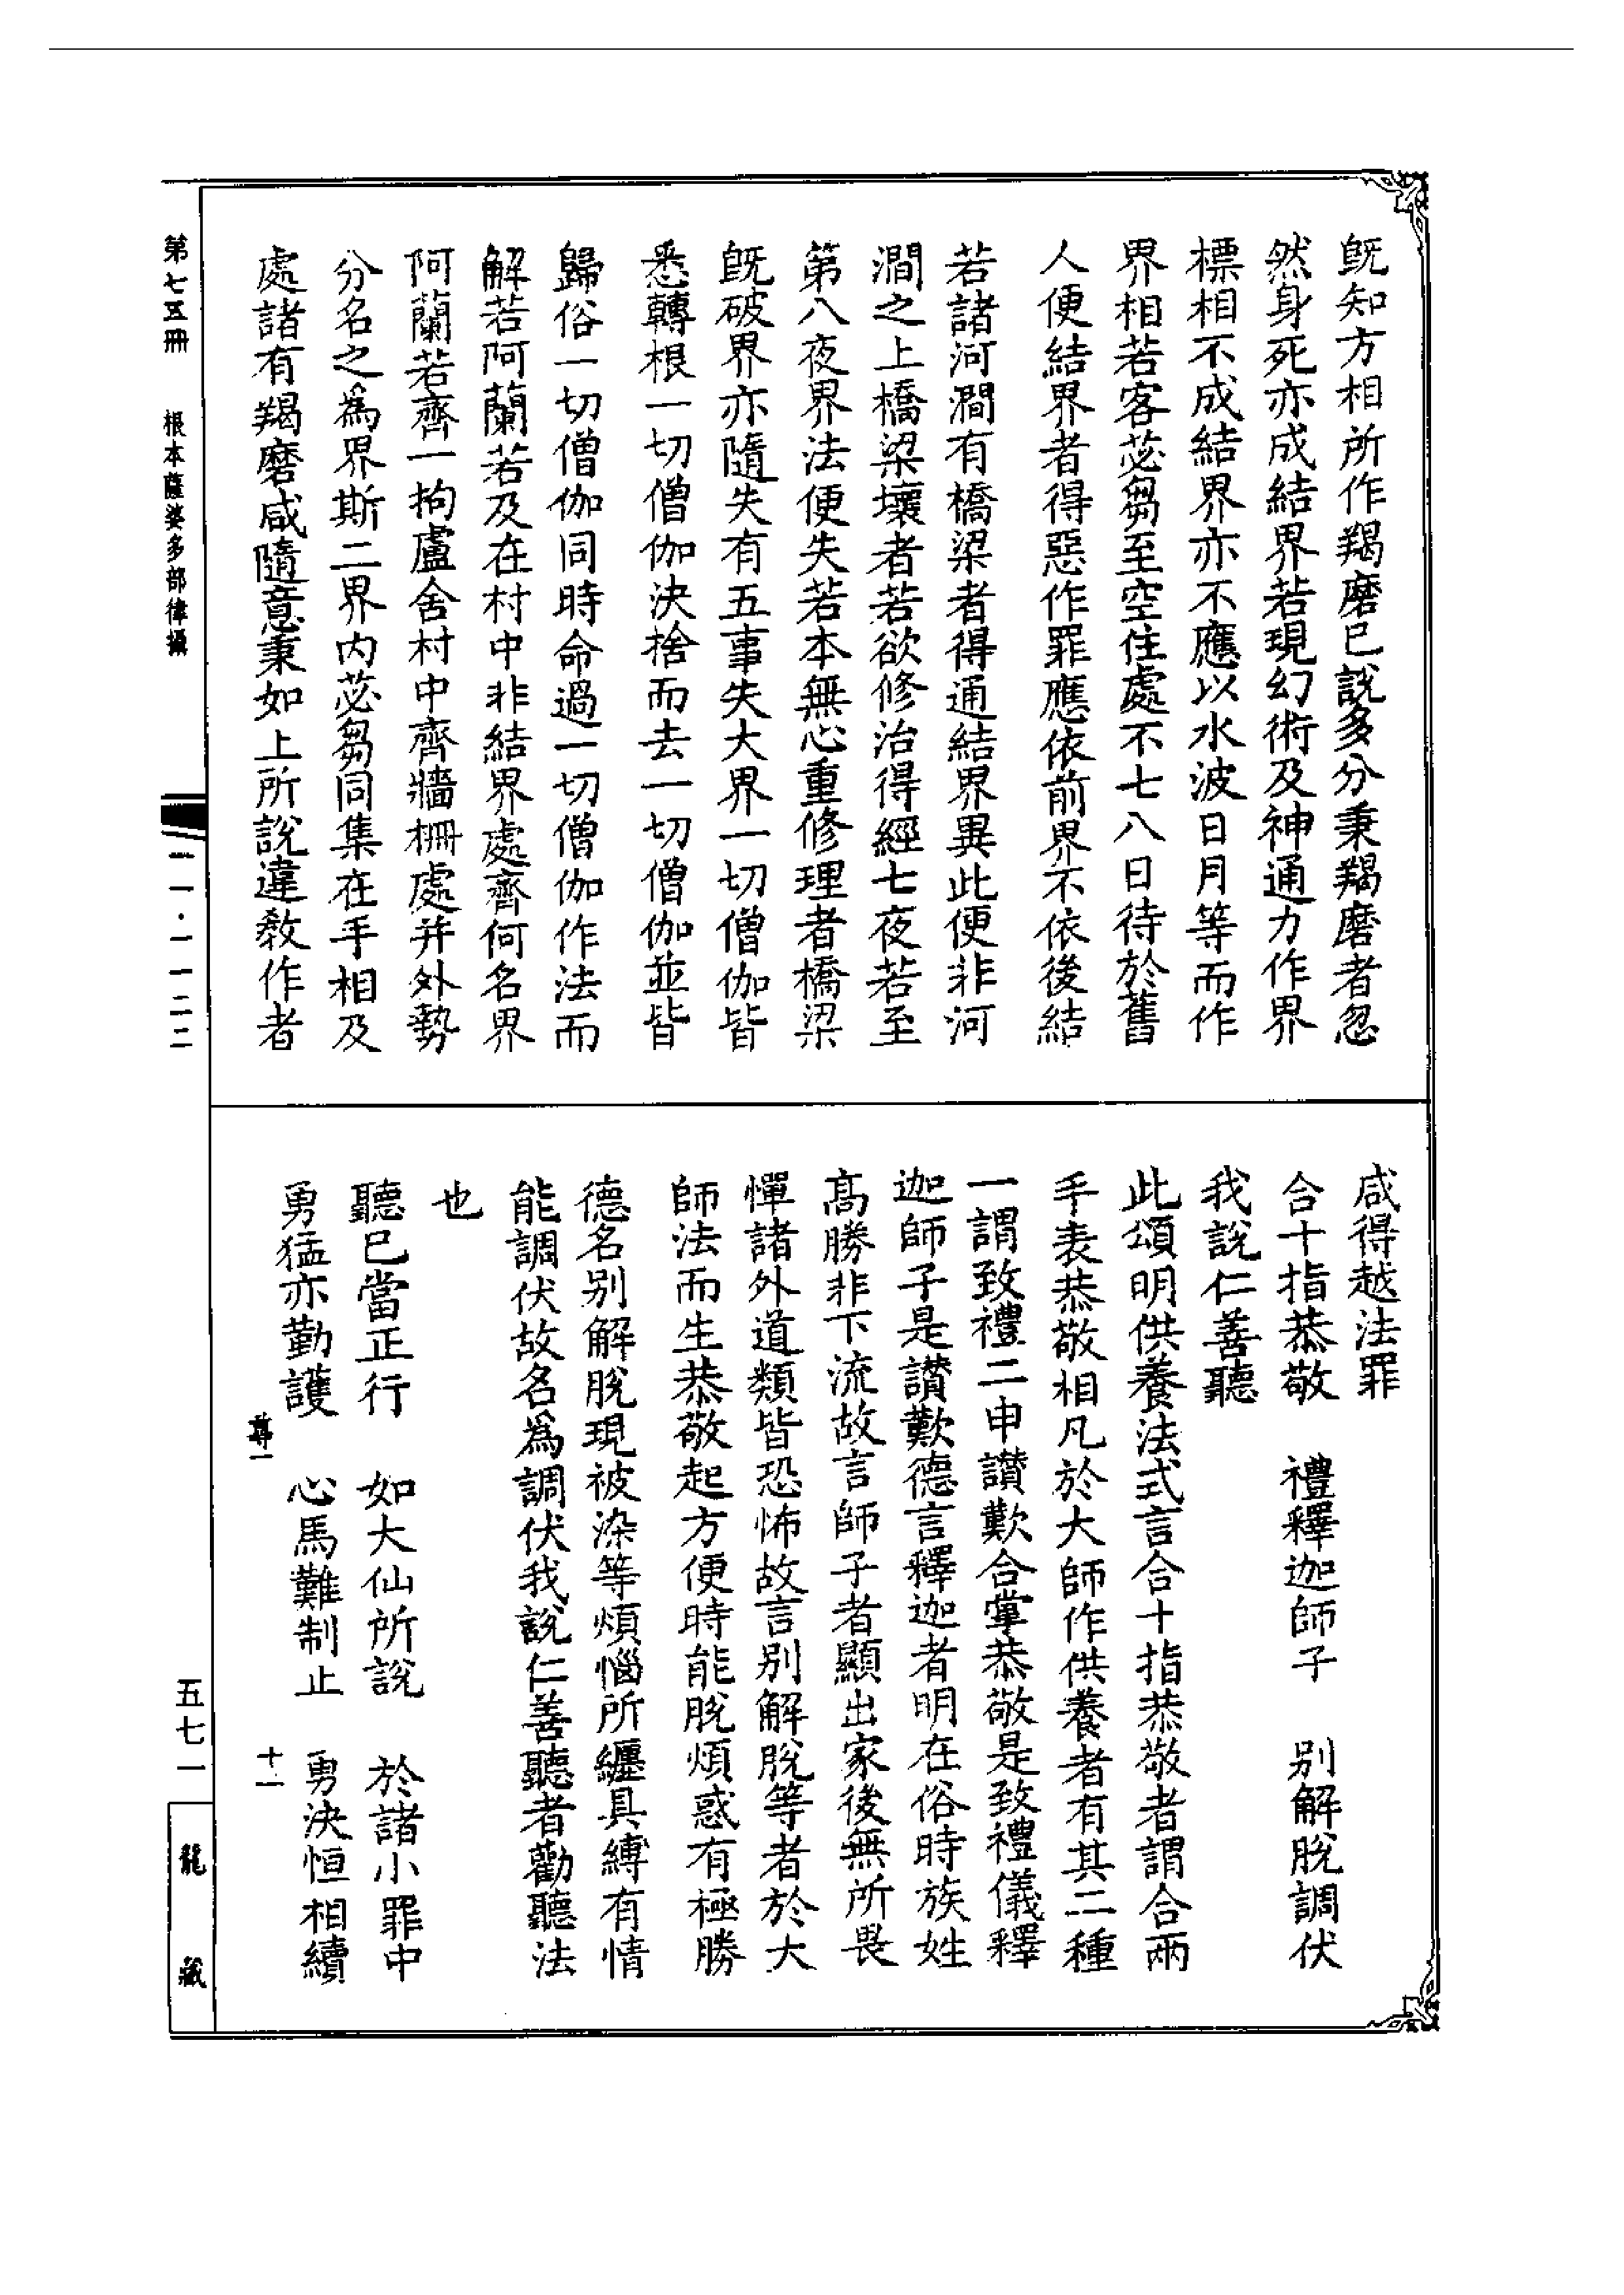 既知方相所作羯磨已說多分秉羯磨者忽
然身死亦成結界若現幻術及神通力作界
標相不成結界亦不應以水波日月等而作
界相若客苾芻至空住處不七八日待於舊
人便結界者得惡作罪應依前界不依後結
若諸河澗有橋梁者得通結界異此便非河
澗之上橋梁壞者若欲修治得經七夜若至
第八夜界法便失若本無心重修理者橋梁
既破界亦隨失有五事失大界一切僧伽皆
悉轉根一切僧伽決捨而去一切僧伽並皆
歸俗一切僧伽同時命過一切僧伽作法而
解若阿蘭若及在村中非結界處齊何名界
阿蘭若齊一拘盧舍村中齊牆柵處并外勢
分名之為界斯二界內苾芻同集在手相及
處諸有羯磨咸隨意秉如上所說違教作者
咸得越法罪
合十指恭敬　禮釋迦師子　別解脫調伏
我說仁善聽
此頌明供養法式言合十指恭敬者謂合兩
手表恭敬相凡於大師作供養者有其二種
一謂致禮二申讚歎合掌恭敬是致禮儀釋
迦師子是讚歎德言釋迦者明在俗時族姓
高勝非下流故言師子者顯出家後無所畏
憚諸外道類皆恐怖故言別解脫等者於大
師法而生恭敬起方便時能脫煩惑有極勝
德名別解脫現被染等煩惱所纏具縛有情
能調伏故名為調伏我說仁善聽者勸聽法
也
聽已當正行　如大仙所說　於諸小罪中
勇猛亦勤護　心馬難制止　勇決恒相續
尊一　十一
第七五冊　根本薩婆多部律攝
一一·一一二二
五七一
龍藏